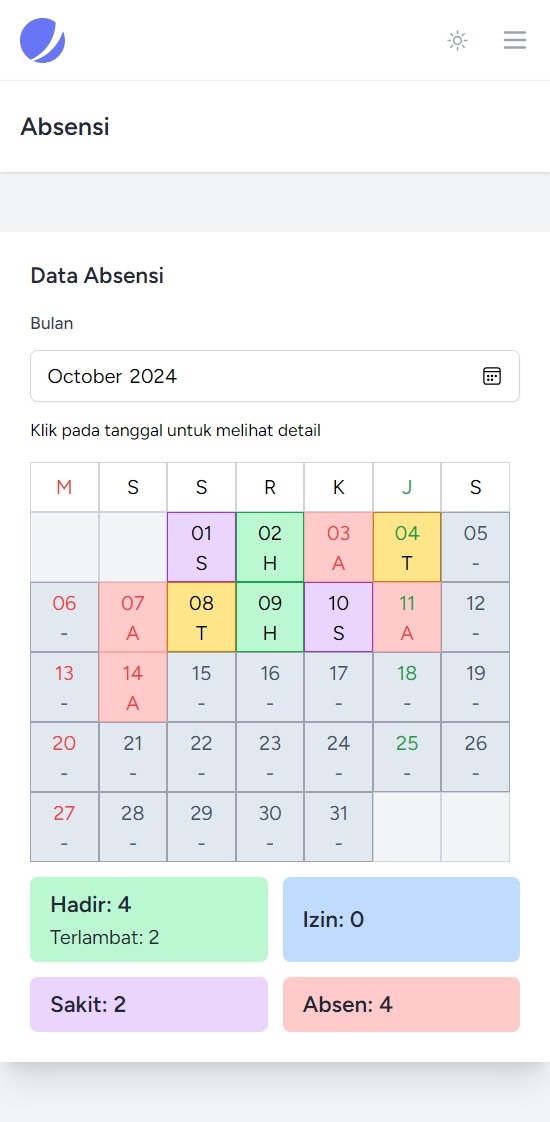 Absensi
Data Absensi
Bulan
October 2024
Klik pada tanggal untuk melihat detail
M S S R K J S
01 02 03 04 05
S H A T -
06 07 08 09 10 11 12
- A T H S A -
13 14 15 16 17 18 19
- A - - - - -
20 21 22 23 24 25 26
- - - - - - -
27 28 29 30 31
- - - - -
Hadir: 4
Terlambat: 2
Izin: 0
Sakit: 2
Absen: 4